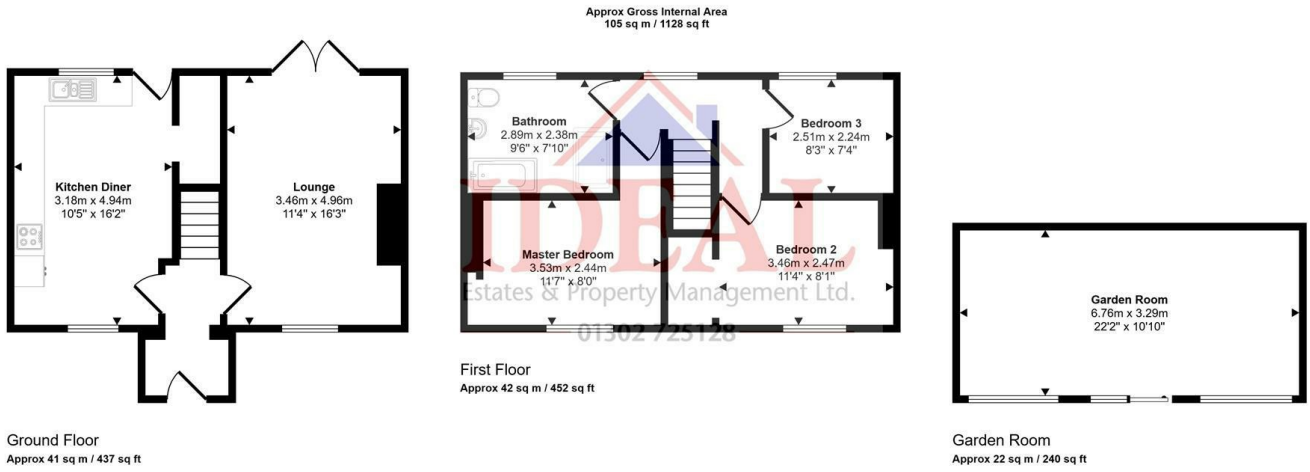 Approx Gross Internal Area
105 sq m / 1128 sq ft
Kitchen Diner
3.18m x 4.94m
10'5" x 16'2"
Lounge
3.46m x 4.96m
11'4" x 16'3"
Ground Floor
Approx 41 sq m / 437 sq ft
Bathroom
2.89m x 2.38m
9'6" x 7'10"
Bedroom 3
2.51m x 2.24m
8'3" x 7'4"
Master Bedroom
3.53m x 2.44m
11'7" x 8'0"
Bedroom 2
3.46m x 2.47m
11'4" x 8'1"
IDEAL
Estates & Property Management Ltd.
01302 725128
First Floor
Approx 42 sq m / 452 sq ft
Garden Room
6.76m x 3.29m
22'2" x 10'10"
Garden Room
Approx 22 sq m / 240 sq ft